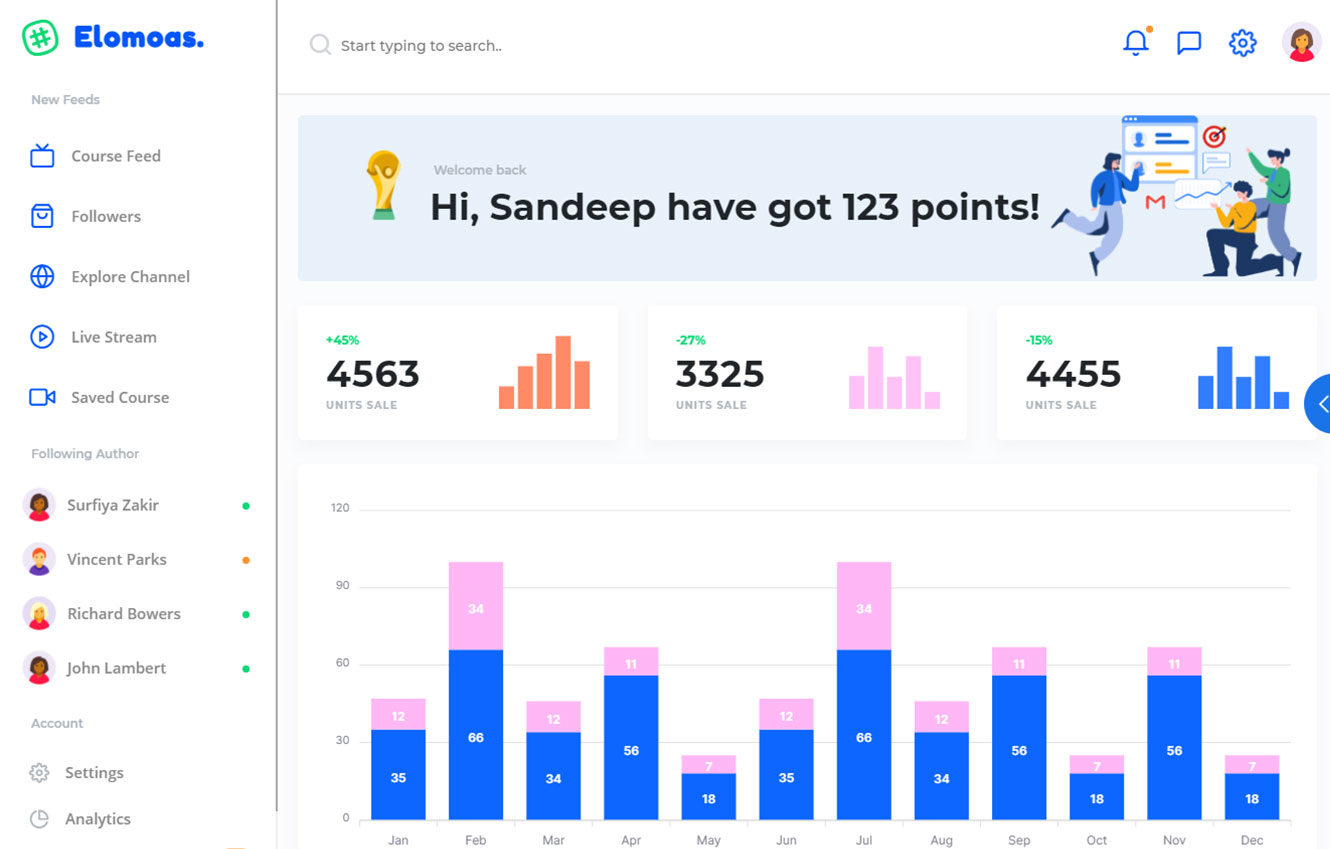 Elomoas.
Start typing to search..
New Feeds
Course Feed
Followers
Explore Channel
Live Stream
Saved Course
Following Author
Surfiya Zakir
Vincent Parks
Richard Bowers
John Lambert
Account
Settings
Analytics
Welcome back
Hi, Sandeep have got 123 points!
+45%
4563
UNITS SALE
-27%
3325
UNITS SALE
-15%
4455
UNITS SALE
120
90
60
30
0
12 34 12 11 7 12 34 12 11 7 11 7
35 66 34 56 18 35 66 34 56 18 56 18
Jan Feb Mar Apr May Jun Jul Aug Sep Oct Nov Dec